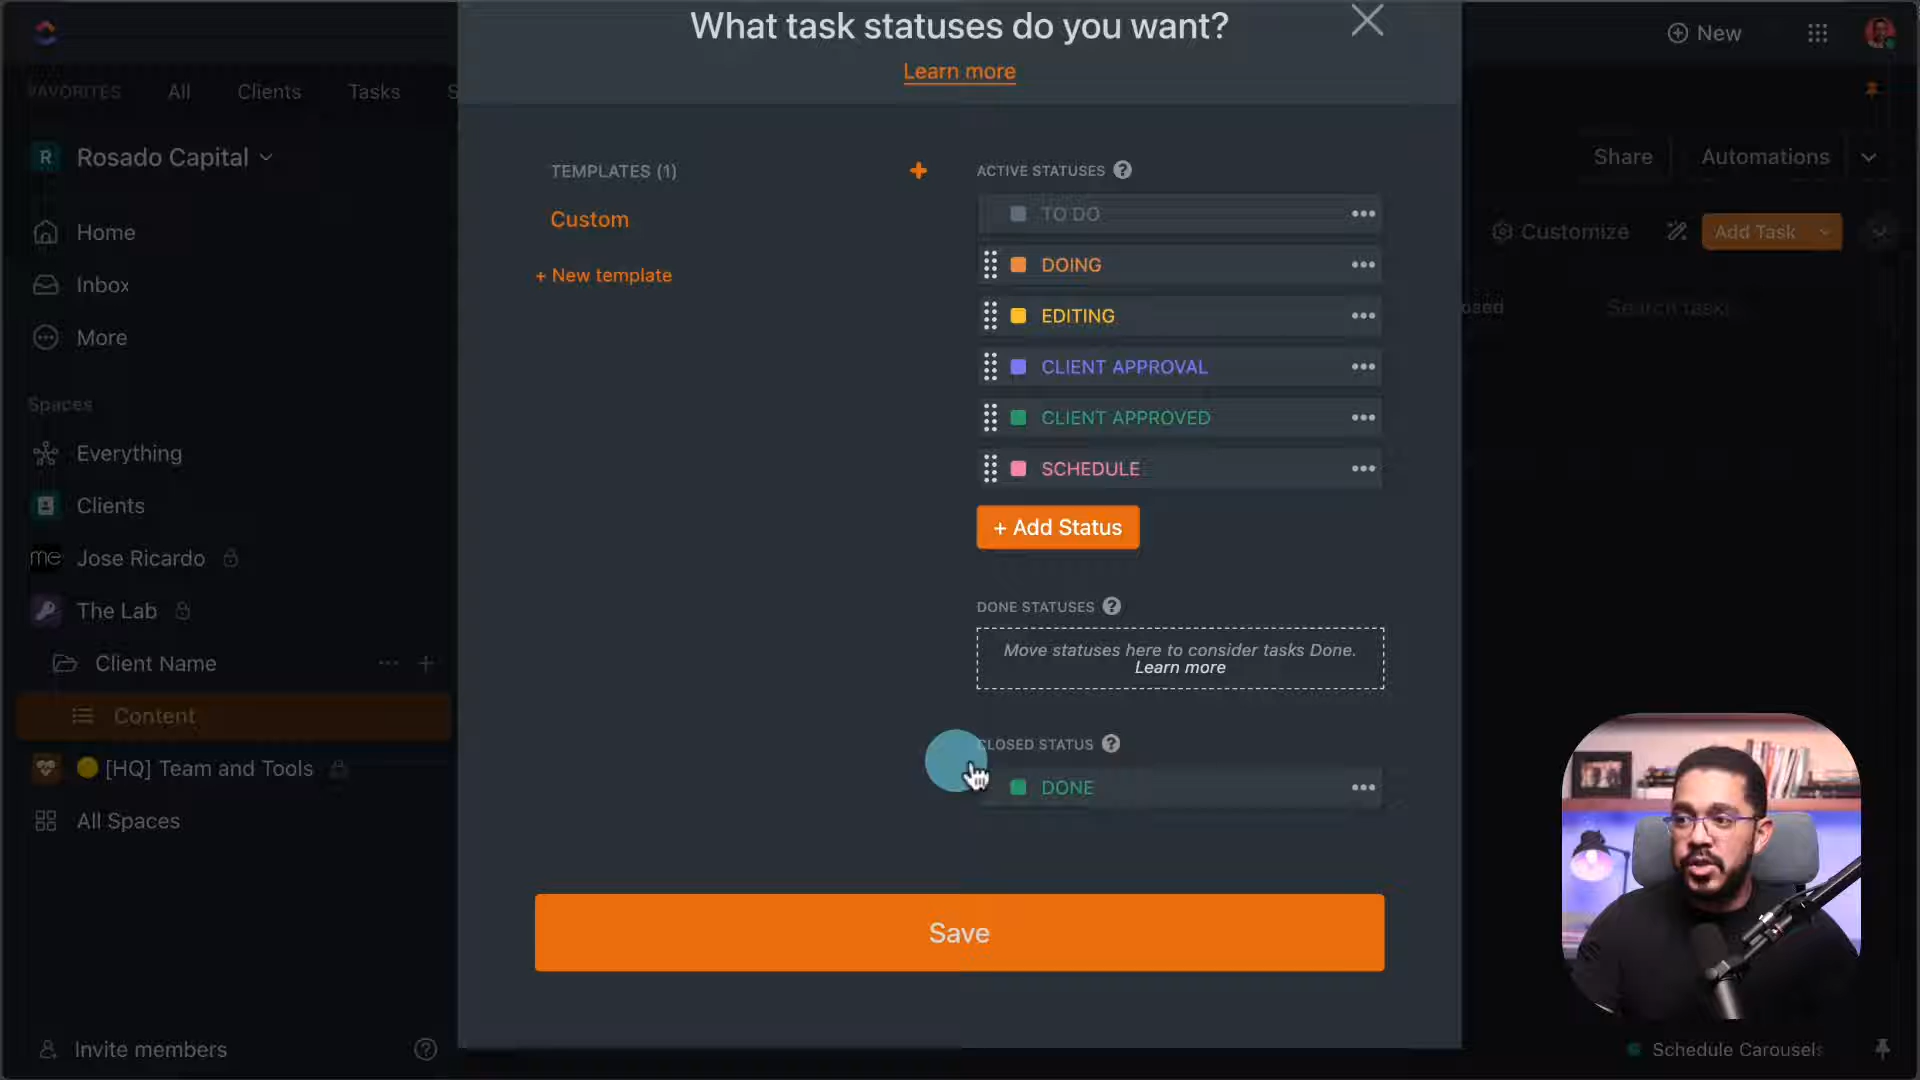 What task statuses do you want?
Learn more
New
FAVORITES
All
Clients
Tasks
S
R
Rosado Capital
Share
Automations
TEMPLATES (1)
ACTIVE STATUSES ?
Custom
TO DO
Home
Customize
Add Task
DOING
+ New template
Inbox
EDITING
osed
Search tasks
More
CLIENT APPROVAL
Spaces
CLIENT APPROVED
Everything
SCHEDULE
Clients
+ Add Status
me
Jose Ricardo
The Lab
DONE STATUSES ?
Move statuses here to consider tasks Done.
Learn more
Client Name
Content
CLOSED STATUS ?
[HQ] Team and Tools
DONE
All Spaces
Save
Invite members
?
Schedule Carousels